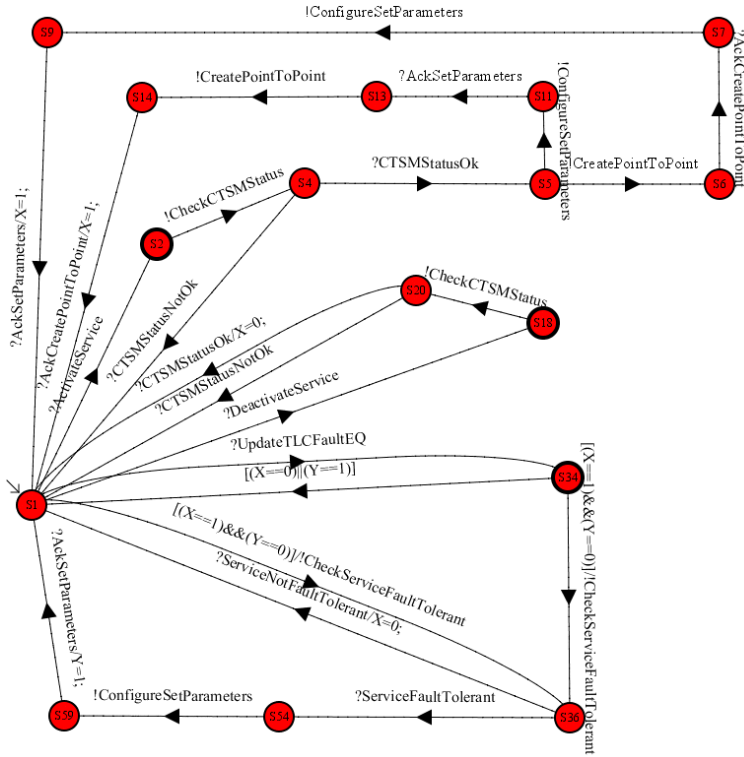 !ConfigureSetParameters
S9
S7
?AckCreatePointToPoint
!CreatePointToPoint
?AckSetParameters
!ConfigureSetParameters
S14
S13
S11
?CTSMStatusOk
!CreatePointToPoint
S4
S5
S6
!CheckCTSMStatus
S2
?AckSetParameters/X=1;
?AckCreatePointToPoint/X=1;
?ActivateService
?CTSMStatusNotOk
!CheckCTSMStatus
S20
S18
?CTSMStatusOk/X=0;
?CTSMStatusNotOk
?DeactivateService
?UpdateTLCFaultEQ
[(X==0)||(Y==1)]
S34
[(X==1)&&(Y==0)]/!CheckServiceFaultTolerant
S1
[(X==1)&&(Y==0)]/!CheckServiceFaultTolerant
?ServiceNotFaultTolerant/X=0;
?AckSetParameters/Y=1;
!ConfigureSetParameters
?ServiceFaultTolerant
S59
S54
S36